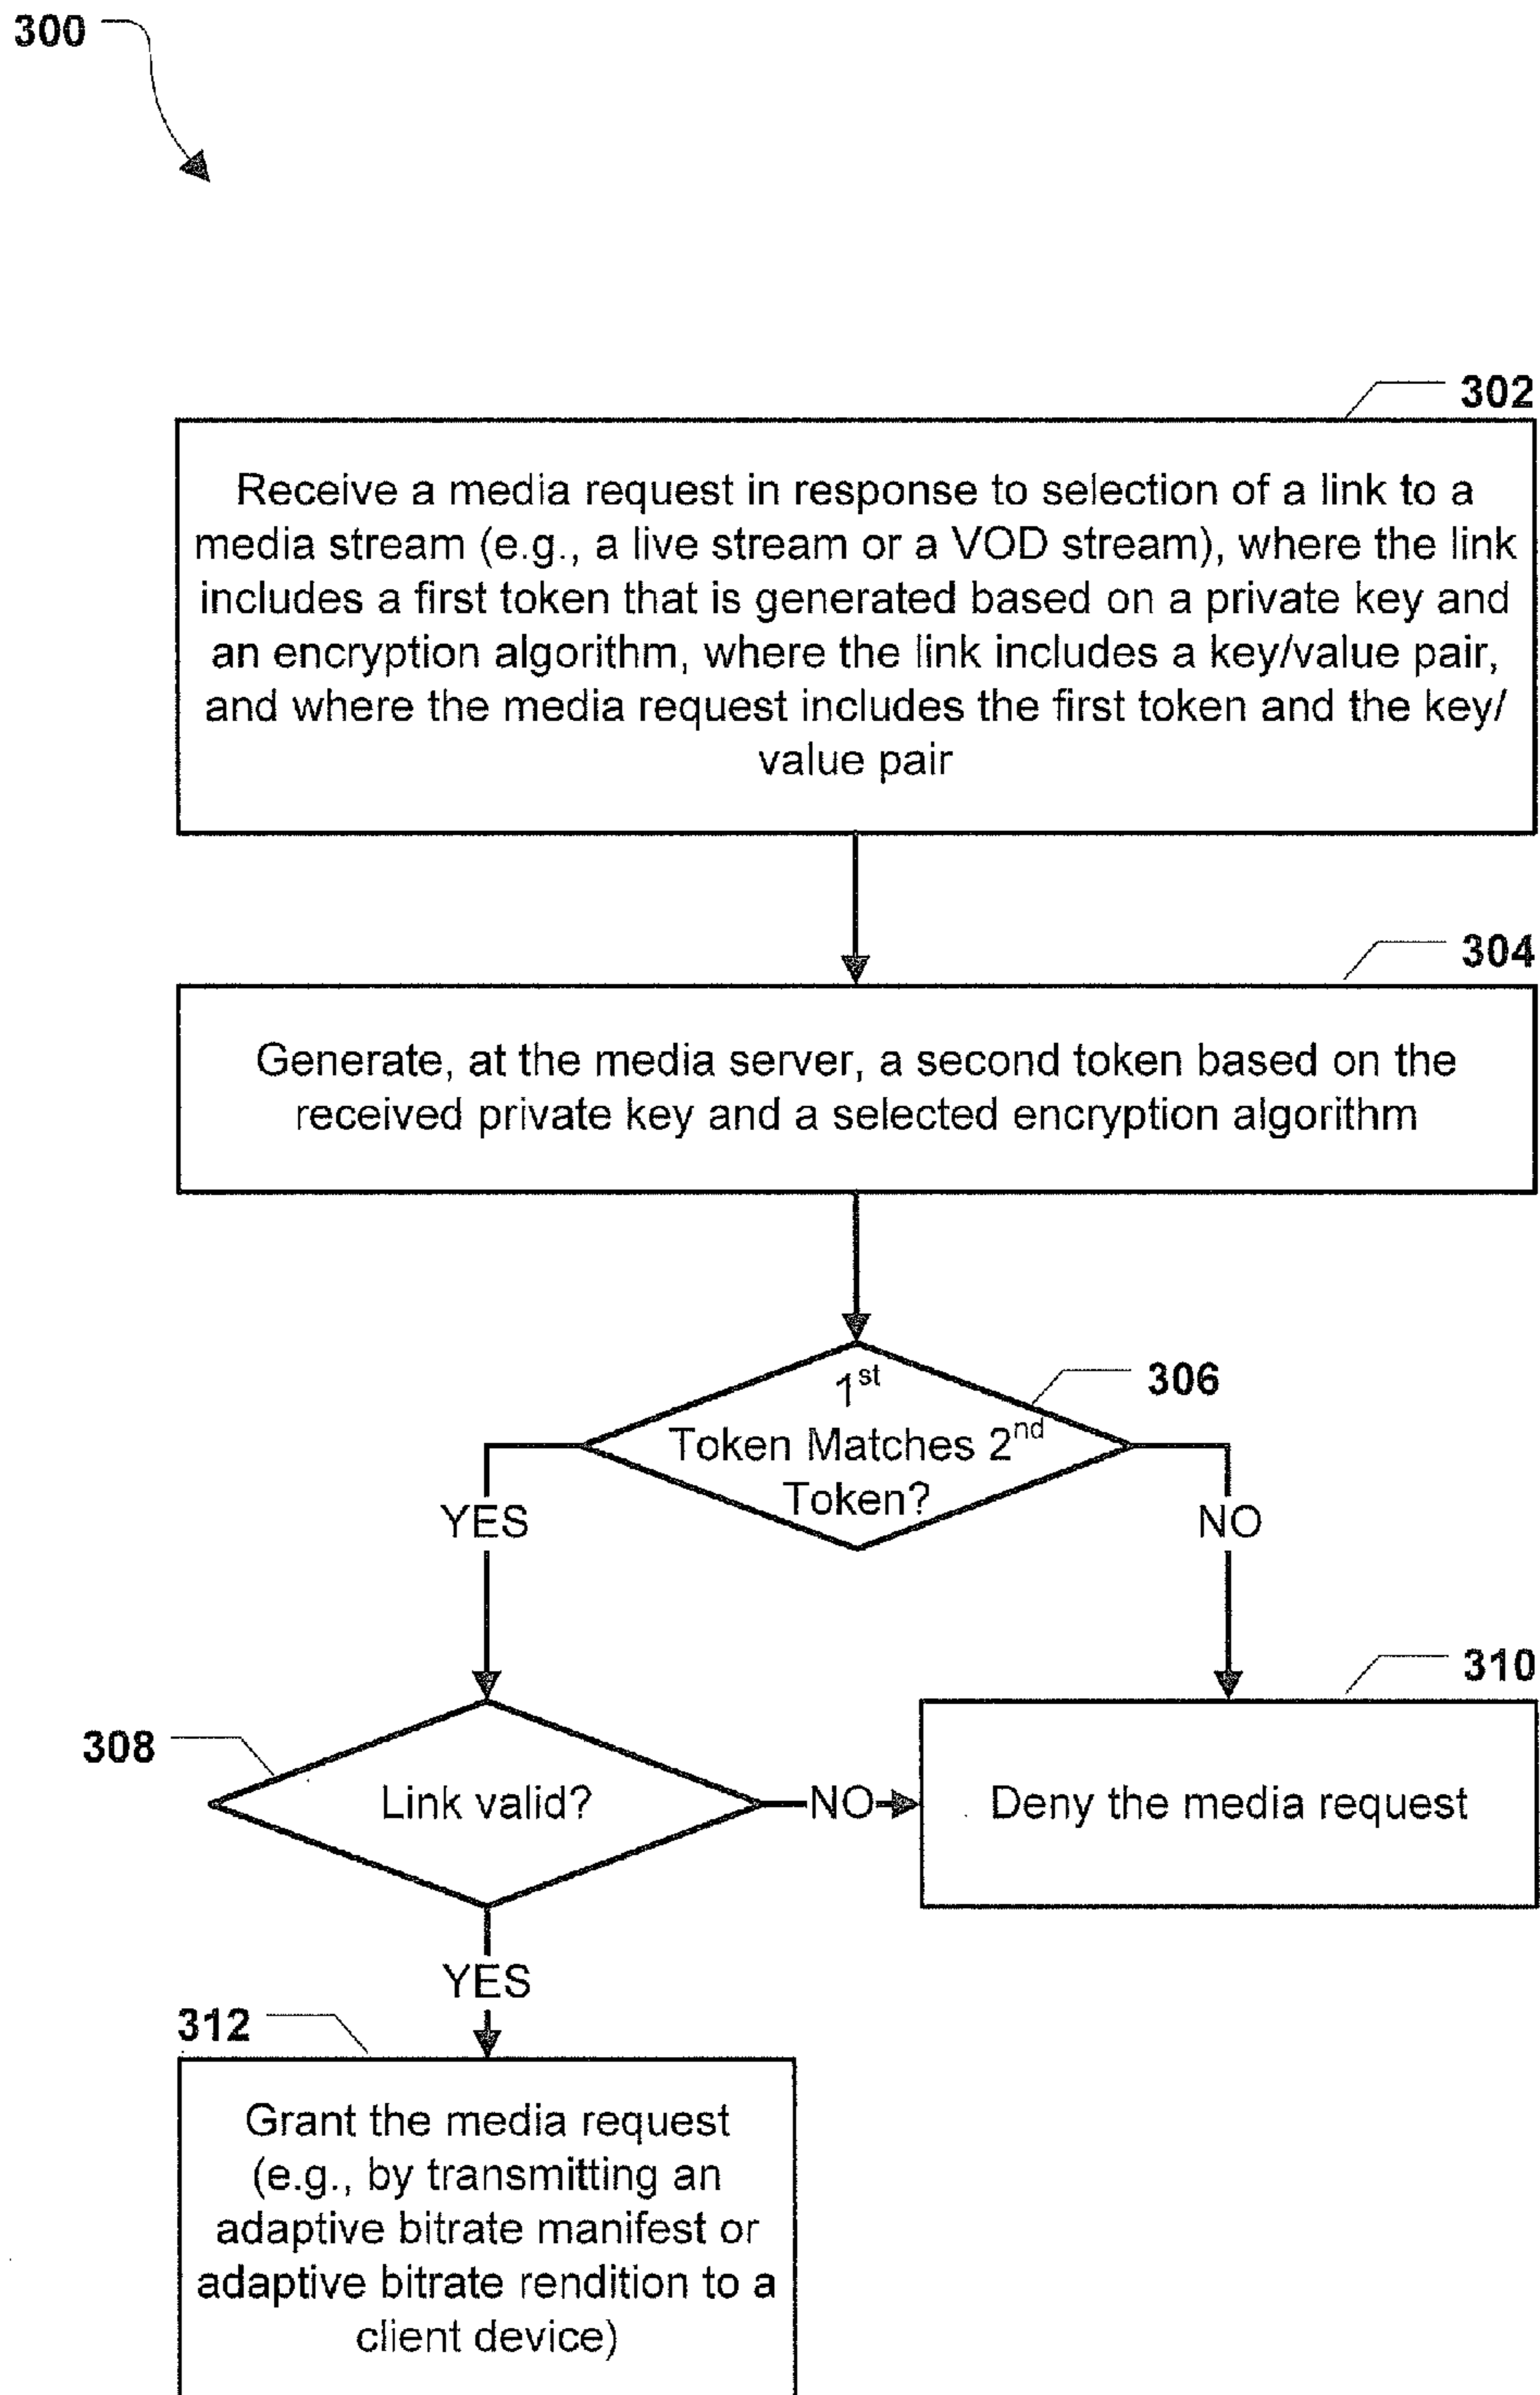 300
302
Receive a media request in response to selection of a link to a
media stream (e.g., a live stream or a VOD stream), where the link
includes a first token that is generated based on a private key and
an encryption algorithm, where the link includes a key/value pair,
and where the media request includes the first token and the key/
value pair
304
Generate, at the media server, a second token based on the
received private key and a selected encryption algorithm
306
1st
Token Matches 2nd
Token?
YES
NO
308
Link valid?
NO
310
Deny the media request
YES
312
Grant the media request
(e.g., by transmitting an
adaptive bitrate manifest or
adaptive bitrate rendition to a
client device)